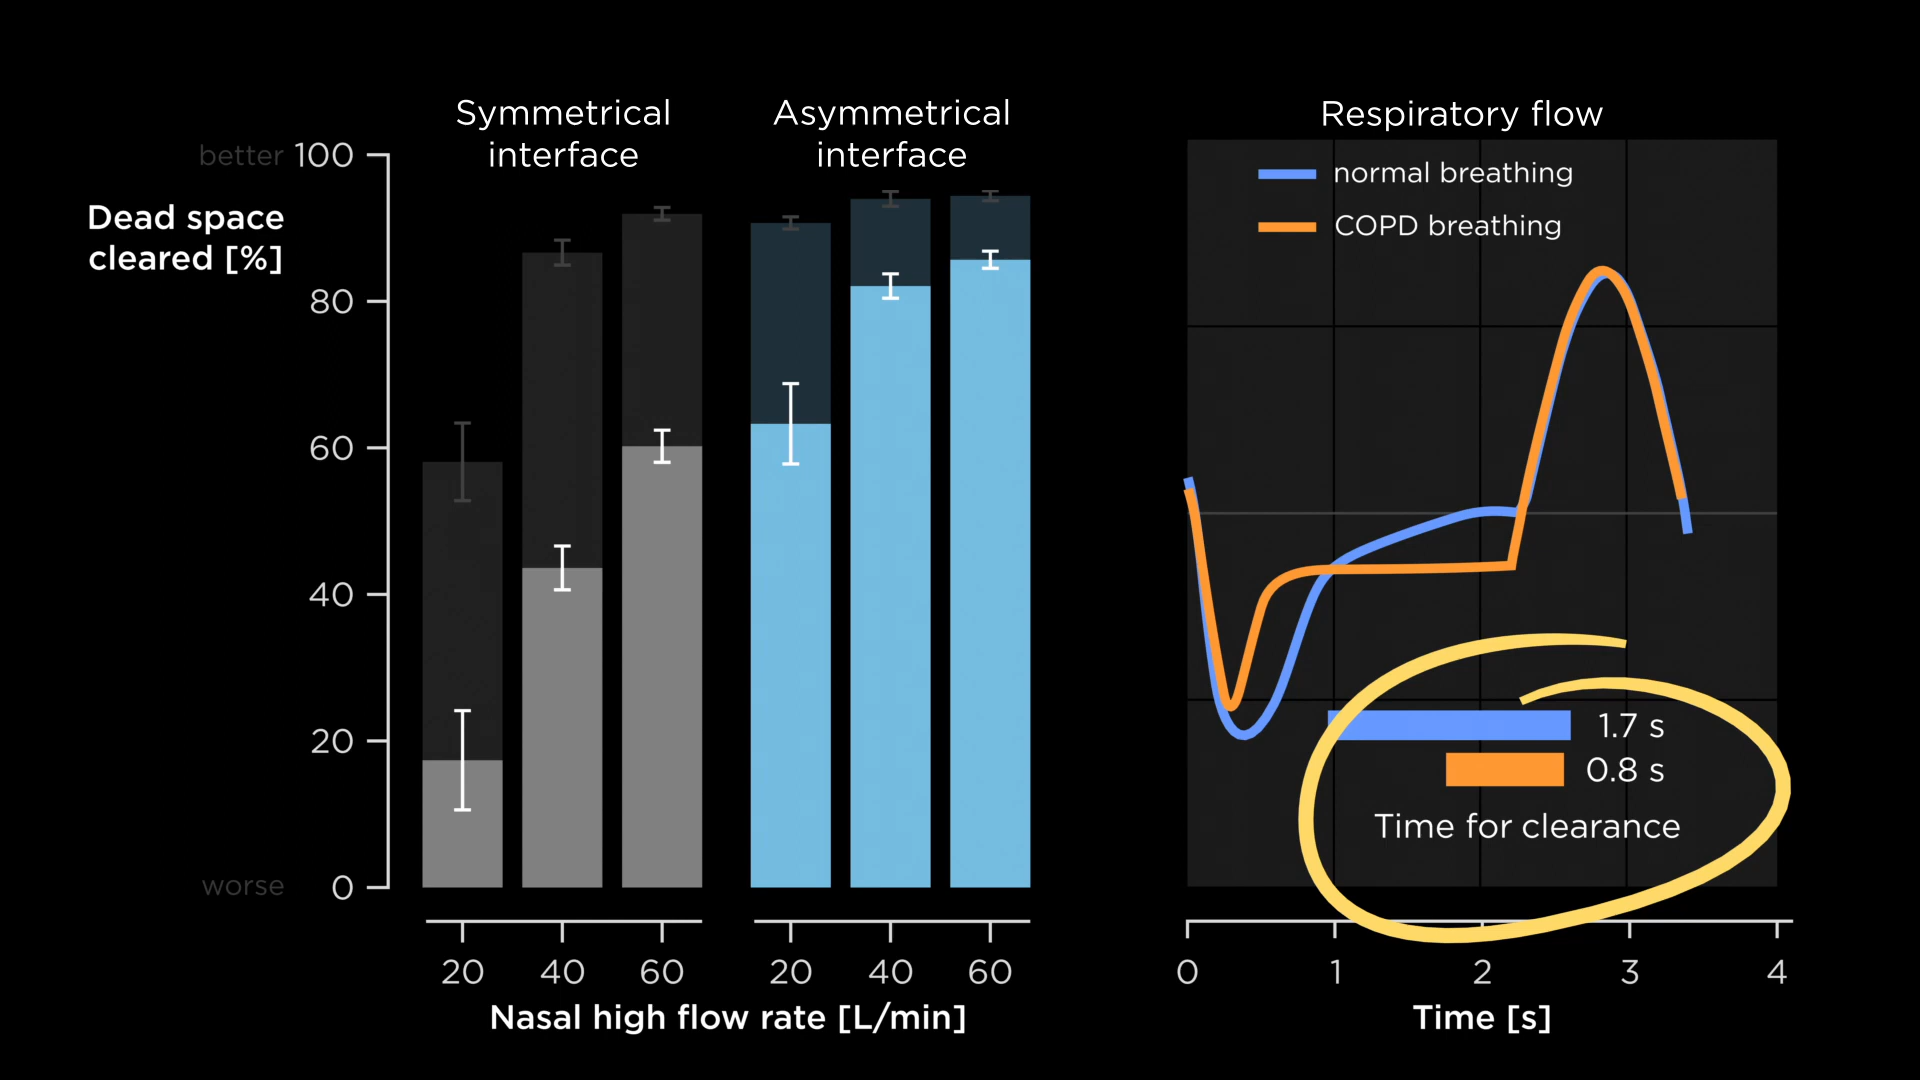 Symmetrical
interface
Asymmetrical
interface
better 100
Dead space
cleared [%]
80
60
40
20
worse 0
20 40 60 20 40 60
Nasal high flow rate [L/min]
Respiratory flow
normal breathing
COPD breathing
1.7 s
0.8 s
Time for clearance
0 1 2 3 4
Time [s]